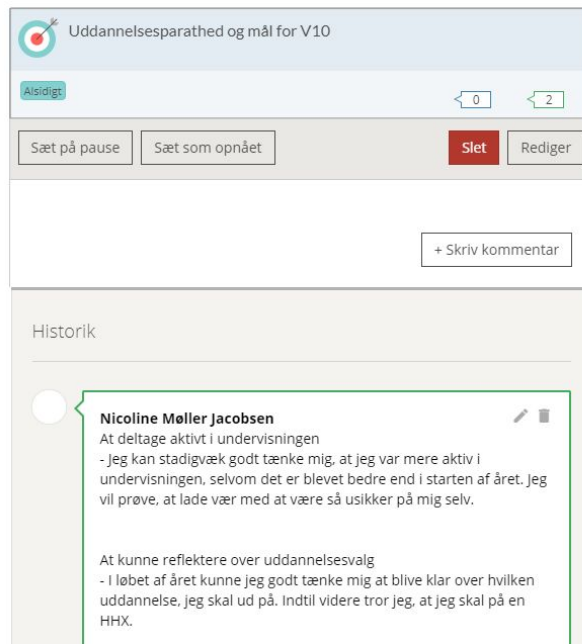 Uddannelsesparathed og mål for V10
Alsidigt
0
2
Sæt på pause
Sæt som opnået
Slet
Rediger
+ Skriv kommentar
Historik
Nicoline Møller Jacobsen
At deltage aktivt i undervisningen
- Jeg kan stadigvæk godt tænke mig, at jeg var mere aktiv i
undervisningen, selvom det er blevet bedre end i starten af året. Jeg
vil prøve, at lade vær med at være så usikker på mig selv.
At kunne reflektere over uddannelsesvalg
- I løbet af året kunne jeg godt tænke mig at blive klar over hvilken
uddannelse, jeg skal ud på. Indtil videre tror jeg, at jeg skal på en
HHX.